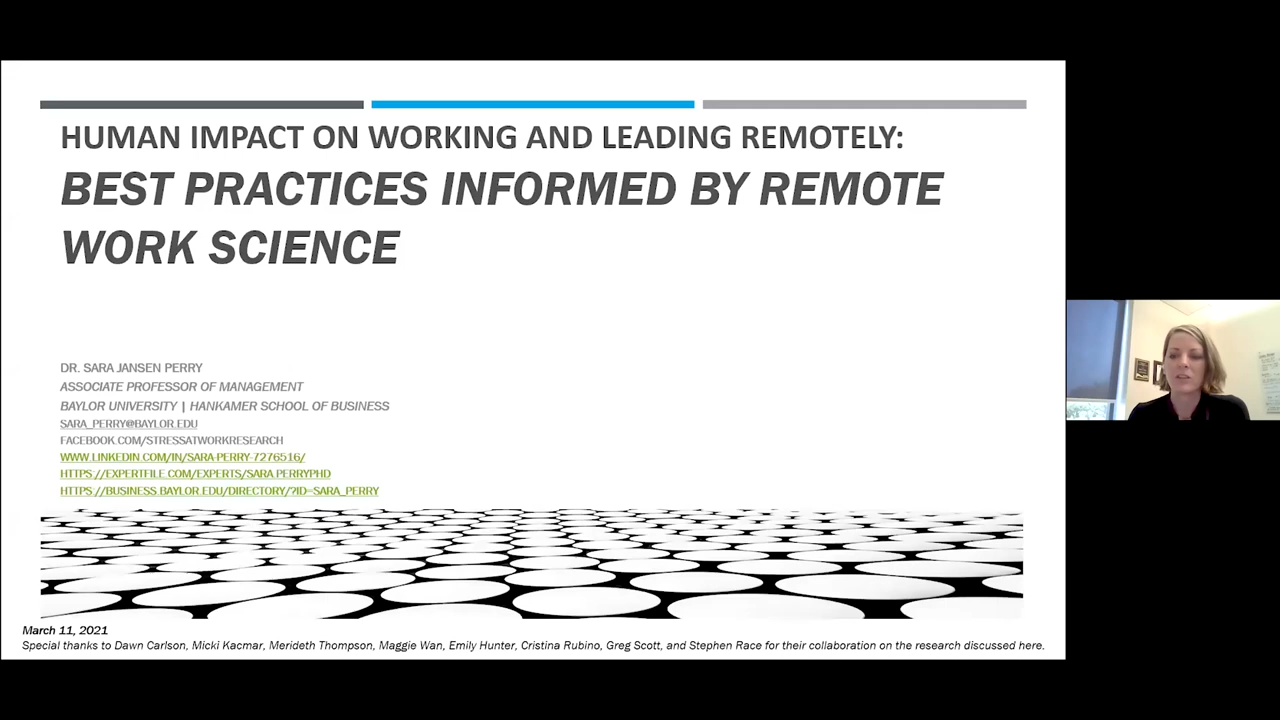 HUMAN IMPACT ON WORKING AND LEADING REMOTELY:
BEST PRACTICES INFORMED BY REMOTE
WORK SCIENCE
DR. SARA JANSEN PERRY
ASSOCIATE PROFESSOR OF MANAGEMENT
BAYLOR UNIVERSITY | HANKAMER SCHOOL OF BUSINESS
SARA_PERRY@BAYLOR.EDU
FACEBOOK.COM/STRESSATWORKRESEARCH
WWW.LINKEDIN.COM/IN/SARA-PERRY-7276516/
HTTPS://EXPERTFILE.COM/EXPERTS/SARA.PERRYPHD
HTTPS://BUSINESS.BAYLOR.EDU/DIRECTORY/?ID=SARA_PERRY
March 11, 2021
Special thanks to Dawn Carlson, Micki Kacmar, Merideth Thompson, Maggie Wan, Emily Hunter, Cristina Rubino, Greg Scott, and Stephen Race for their collaboration on the research discussed here.